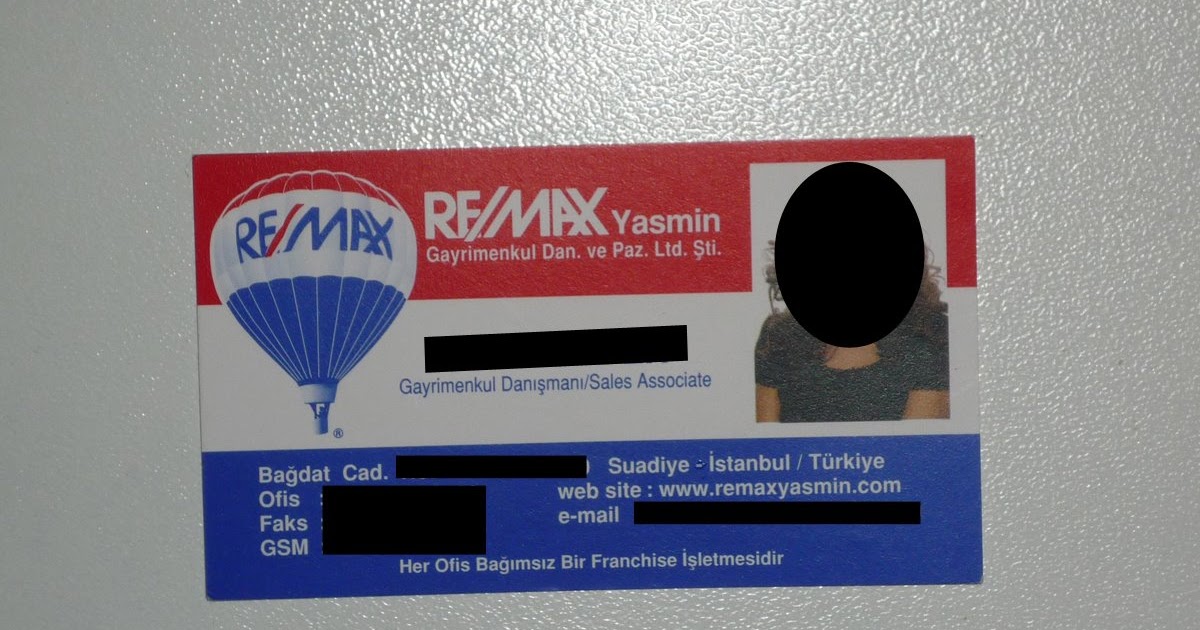 RE/MAX
RE/MAX Yasmin
Gayrimenkul Dan. ve Paz. Ltd. Şti.
Gayrimenkul Danışmanı/Sales Associate
Bağdat Cad. Suadiye - İstanbul / Türkiye
Ofis :
Faks :
GSM
web site : www.remaxyasmin.com
e-mail
Her Ofis Bağımsız Bir Franchise İşletmesidir